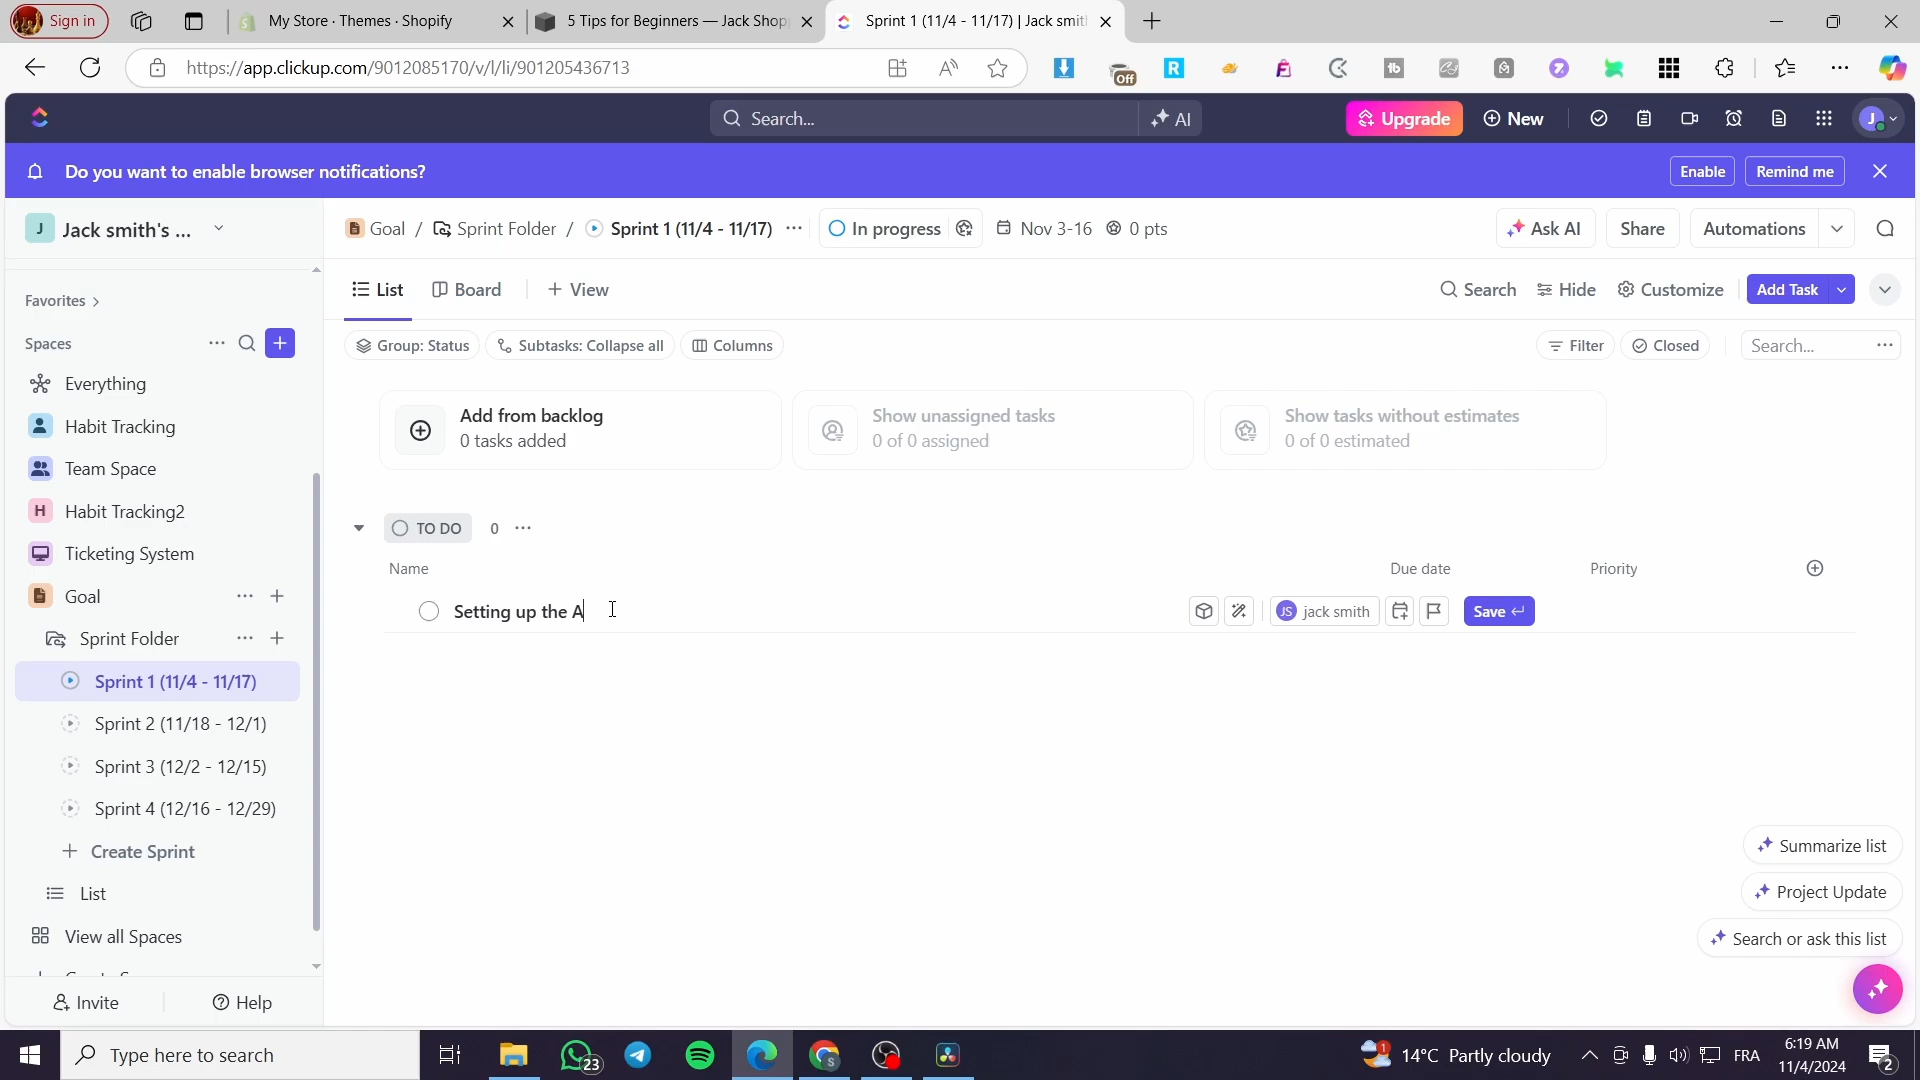 Sign in
My Store · Themes · Shopify
5 Tips for Beginners — Jack Shop
Sprint 1 (11/4 - 11/17) | Jack smit
https://app.clickup.com/9012085170/v/l/li/901205436713
Off
Search...
AI
Upgrade
New
J
Do you want to enable browser notifications?
Enable
Remind me
J Jack smith's ...
Goal / Sprint Folder / Sprint 1 (11/4 - 11/17) ...
In progress
Nov 3-16
0 pts
Ask AI
Share
Automations
Favorites >
List
Board
+ View
Search
Hide
Customize
Add Task
Spaces
Group: Status
Subtasks: Collapse all
Columns
Filter
Closed
Search...
Everything
Habit Tracking
Team Space
H Habit Tracking2
Ticketing System
Goal
Sprint Folder
Sprint 1 (11/4 - 11/17)
Sprint 2 (11/18 - 12/1)
Sprint 3 (12/2 - 12/15)
Sprint 4 (12/16 - 12/29)
+ Create Sprint
List
View all Spaces
Invite
Help
Add from backlog
0 tasks added
Show unassigned tasks
0 of 0 assigned
Show tasks without estimates
0 of 0 estimated
TO DO 0 ...
Name
Due date
Priority
Setting up the A
JS jack smith
Save
Summarize list
Project Update
Search or ask this list
Type here to search
23
1
14°C Partly cloudy
FRA
6:19 AM
11/4/2024
2